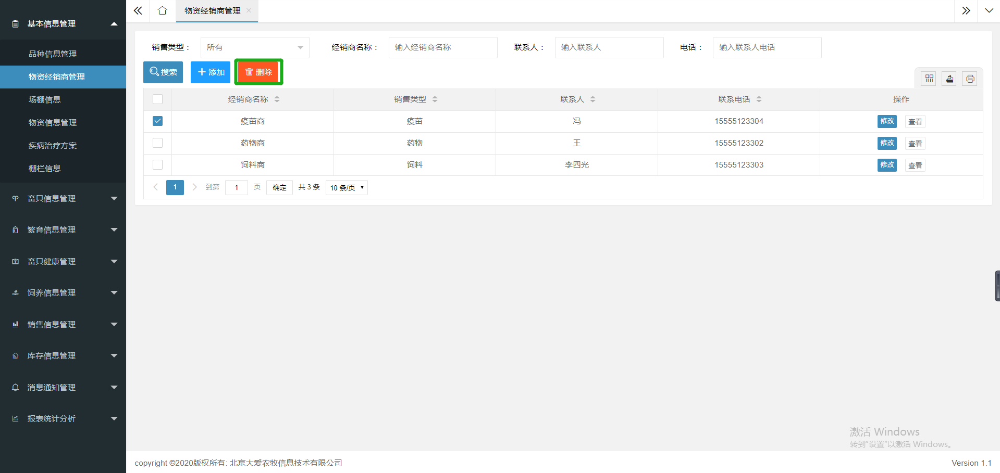 基本信息管理
品种信息管理
物资经销商管理
场棚信息
物资信息管理
疾病治疗方案
棚栏信息
畜只信息管理
繁育信息管理
畜只健康管理
饲养信息管理
销售信息管理
库存信息管理
消息通知管理
报表统计分析
物资经销商管理
销售类型： 所有 经销商名称： 输入经销商名称 联系人： 输入联系人 电话： 输入联系人电话
搜索 添加 删除
经销商名称 销售类型 联系人 联系电话 操作
疫苗商 疫苗 冯 15555123304 修改 查看
药物商 药物 王 15555123302 修改 查看
饲料商 饲料 李四光 15555123303 修改 查看
1 到第 1 页 确定 共 3 条 10 条/页
激活 Windows
转到“设置”以激活 Windows。
copyright ©2020版权所有: 北京大爱农牧信息技术有限公司 Version 1.1